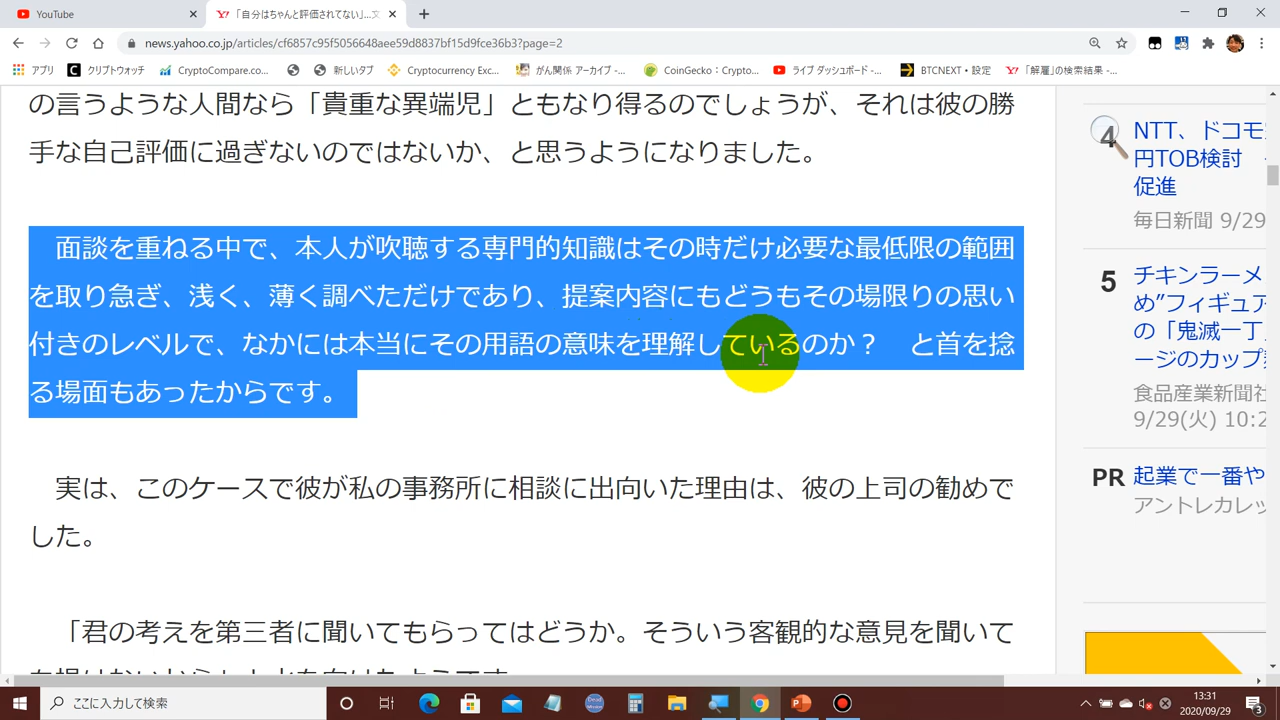 YouTube
「自分はちゃんと評価されてない」...文
news.yahoo.co.jp/articles/cf6857c95f5056648aee59d8837bf15d9fce36b3?page=2
アプリ
クリプトウォッチ
CryptoCompare.co...
新しいタブ
Cryptocurrency Exc...
がん関係 アーカイブ -...
CoinGecko：Crypto...
ライブ ダッシュボード -...
BTCNEXT・設定
「解雇」の検索結果 -...
の言うような人間なら「貴重な異端児」ともなり得るのでしょうが、それは彼の勝
手な自己評価に過ぎないのではないか、と思うようになりました。
面談を重ねる中で、本人が吹聴する専門的知識はその時だけ必要な最低限の範囲
を取り急ぎ、浅く、薄く調べただけであり、提案内容にもどうもその場限りの思い
付きのレベルで、なかには本当にその用語の意味を理解しているのか？　と首を捻
る場面もあったからです。
実は、このケースで彼が私の事務所に相談に出向いた理由は、彼の上司の勧めで
した。
「君の考えを第三者に聞いてもらってはどうか。そういう客観的な意見を聞いて
4
NTT、ドコモ
円TOB検討
促進
毎日新聞 9/29
5
チキンラーメ
め”フィギュア
の「鬼滅一丁」
ージのカップ
食品産業新聞社
9/29(火) 10:2
PR
起業で一番や
アントレカレッ
ここに入力して検索
13:31
2020/09/29
3